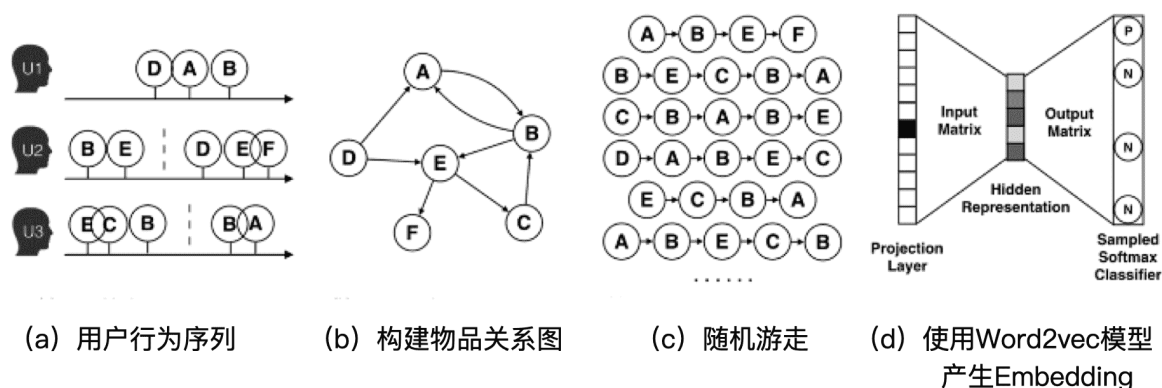 U1
D A B
U2
B E D E F
U3
E C B B A
(a) 用户行为序列
A
B
D
E
C
F
(b) 构建物品关系图
A B E F
B E C B A
C B A B E
D A B E C
E C B A
A B E C B
......
(c) 随机游走
Input
Matrix
Output
Matrix
Hidden
Representation
Projection
Layer
P
N
N
N
Sampled
Softmax
Classifier
(d) 使用Word2vec模型
产生Embedding